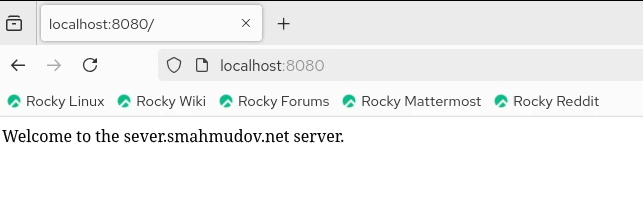 localhost:8080/
localhost:8080
Rocky Linux Rocky Wiki Rocky Forums Rocky Mattermost Rocky Reddit
Welcome to the sever.smahmudov.net server.